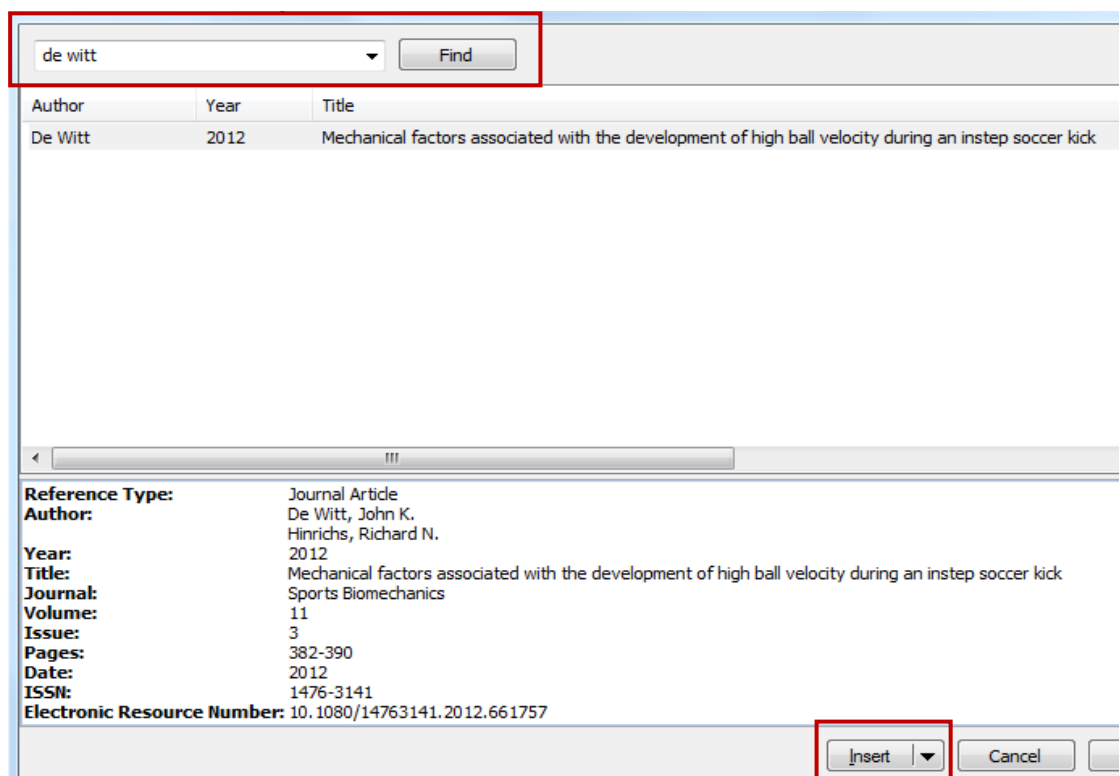 de witt Find
Author Year Title
De Witt 2012 Mechanical factors associated with the development of high ball velocity during an instep soccer kick
Reference Type: Journal Article
Author: De Witt, John K.
Hinrichs, Richard N.
Year: 2012
Title: Mechanical factors associated with the development of high ball velocity during an instep soccer kick
Journal: Sports Biomechanics
Volume: 11
Issue: 3
Pages: 382-390
Date: 2012
ISSN: 1476-3141
Electronic Resource Number: 10.1080/14763141.2012.661757
Insert Cancel